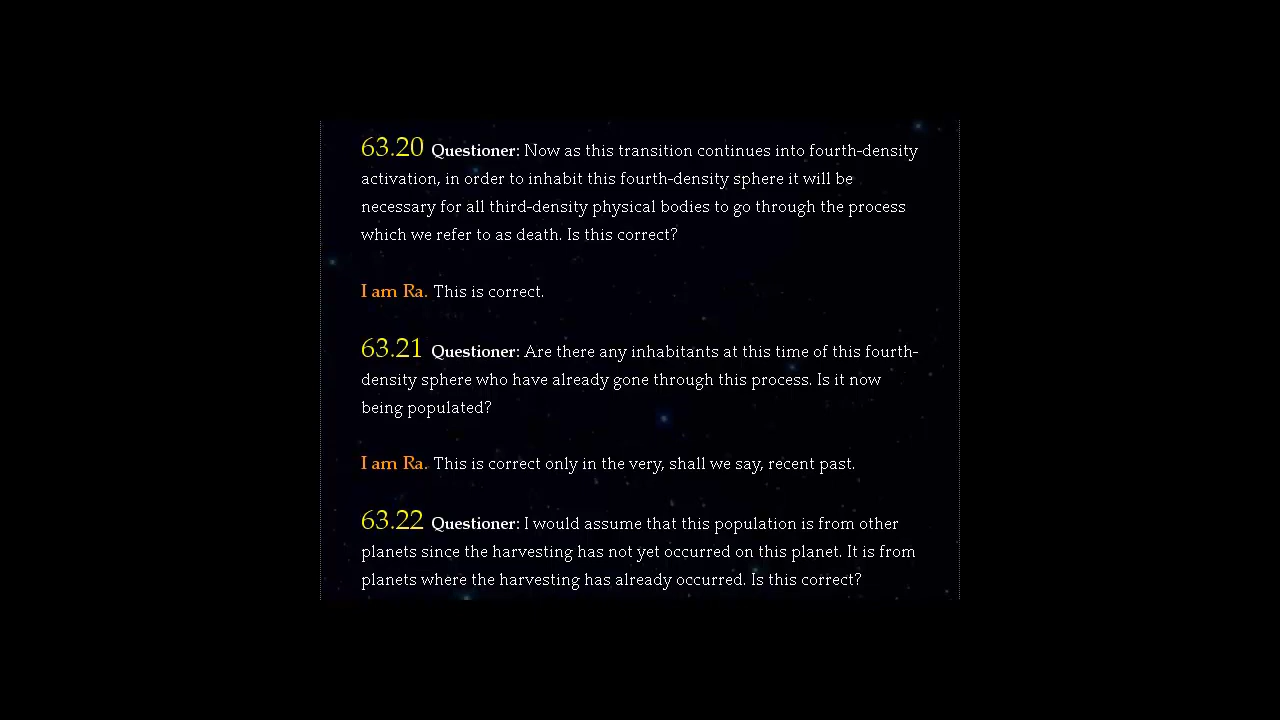 63.20 Questioner: Now as this transition continues into fourth-density
activation, in order to inhabit this fourth-density sphere it will be
necessary for all third-density physical bodies to go through the process
which we refer to as death. Is this correct?
I am Ra. This is correct.
63.21 Questioner: Are there any inhabitants at this time of this fourth-
density sphere who have already gone through this process. Is it now
being populated?
I am Ra. This is correct only in the very, shall we say, recent past.
63.22 Questioner: I would assume that this population is from other
planets since the harvesting has not yet occurred on this planet. It is from
planets where the harvesting has already occurred. Is this correct?